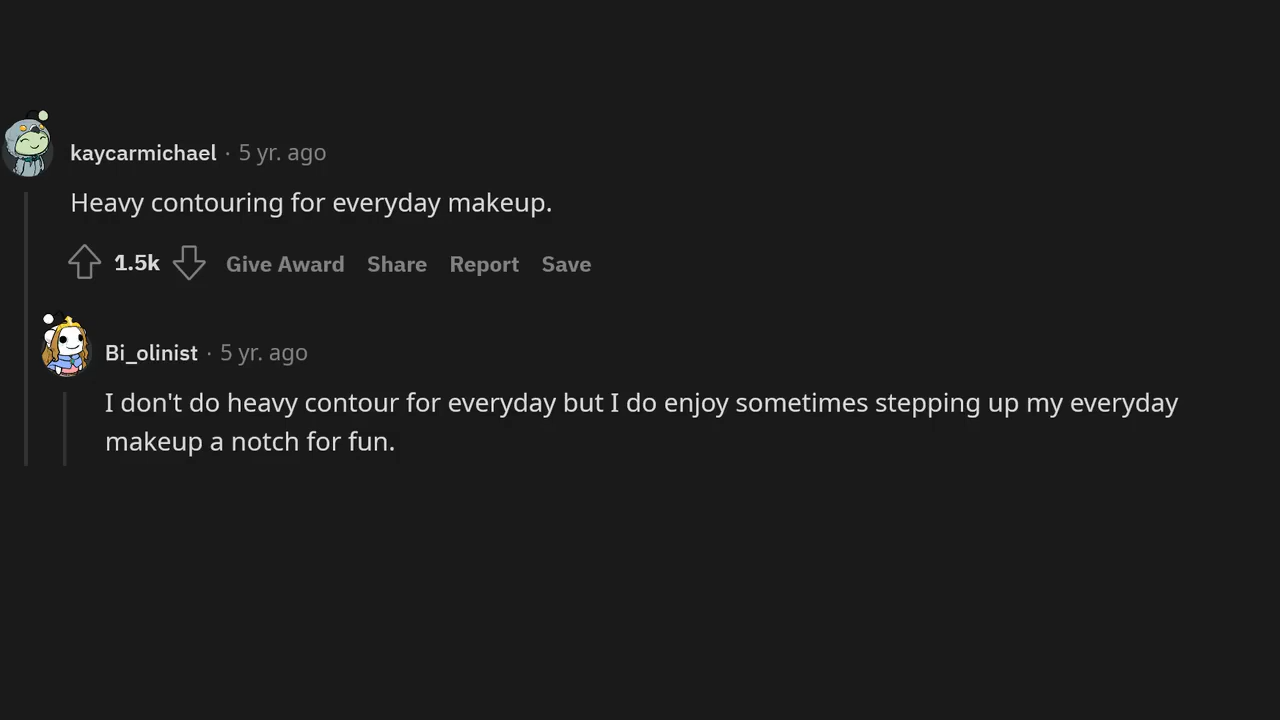 kaycarmichael · 5 yr. ago
Heavy contouring for everyday makeup.
1.5k Give Award Share Report Save
Bi_olinist · 5 yr. ago
I don't do heavy contour for everyday but I do enjoy sometimes stepping up my everyday
makeup a notch for fun.